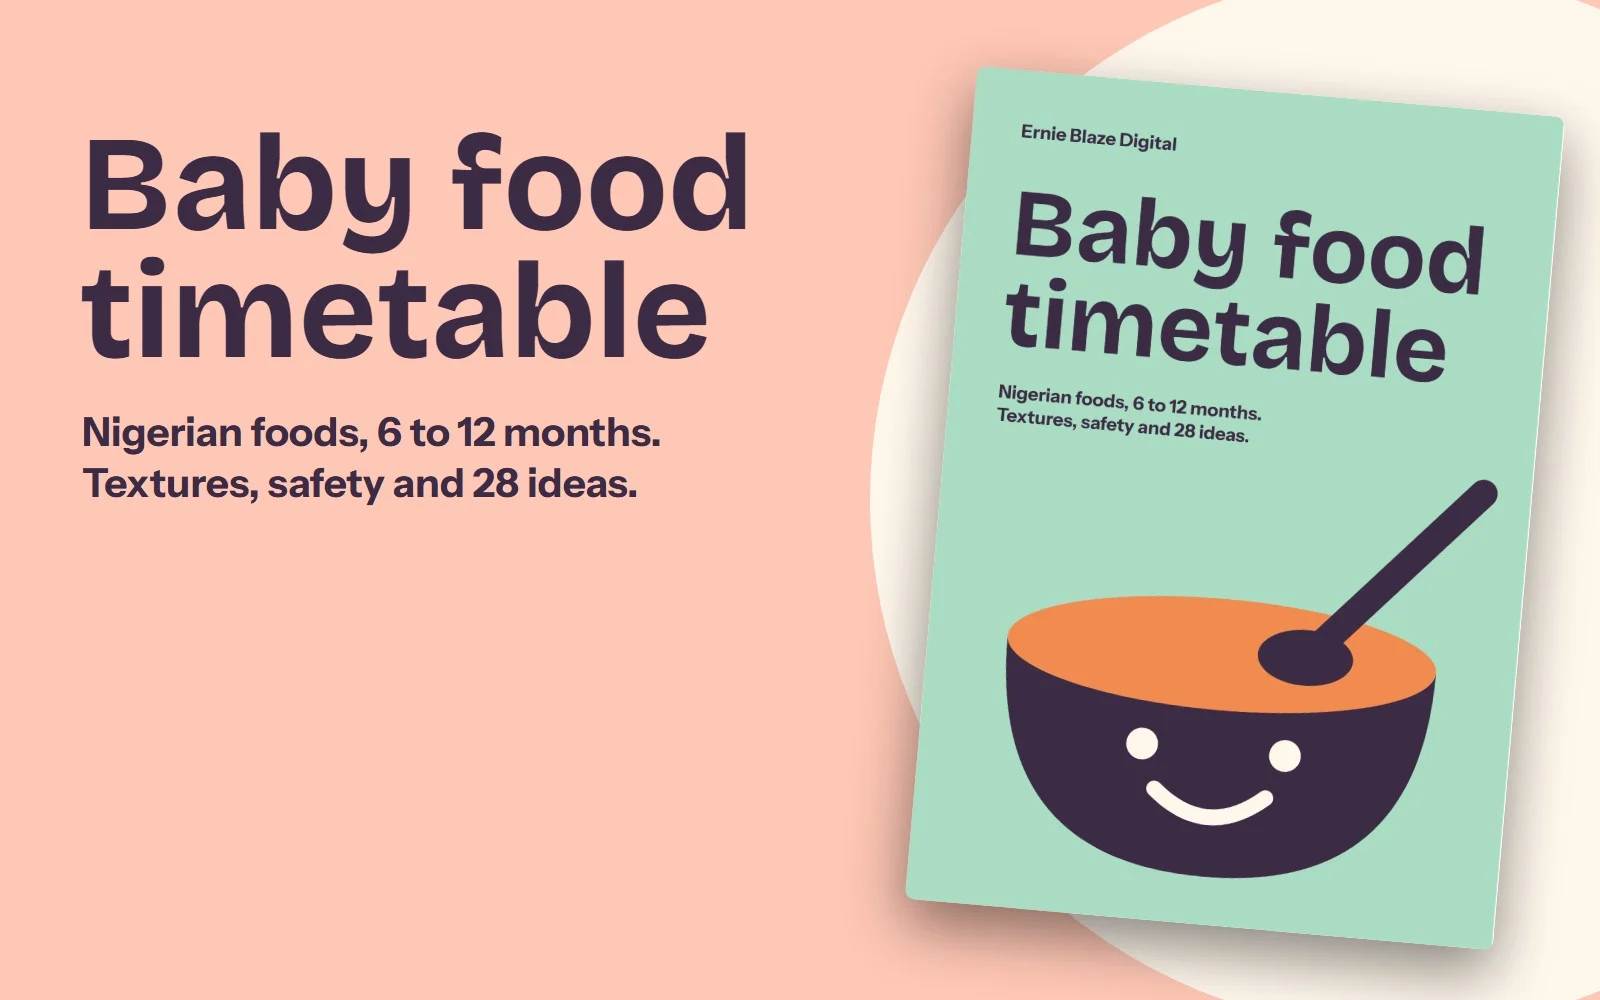 Baby food
timetable
Nigerian foods, 6 to 12 months.
Textures, safety and 28 ideas.
Ernie Blaze Digital
Baby food
timetable
Nigerian foods, 6 to 12 months.
Textures, safety and 28 ideas.